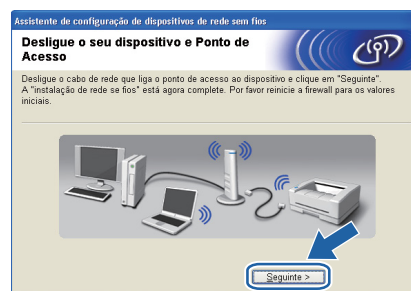 Assistente de configuração de dispositivos de rede sem fios
Desligue o seu dispositivo e Ponto de
Acesso
Desligue o cabo de rede que liga o ponto de acesso ao dispositivo e clique em "Seguinte".
A "instalação de rede se fios" está agora complete. Por favor reinicie a firewall para os valores
iniciais.
Seguinte >